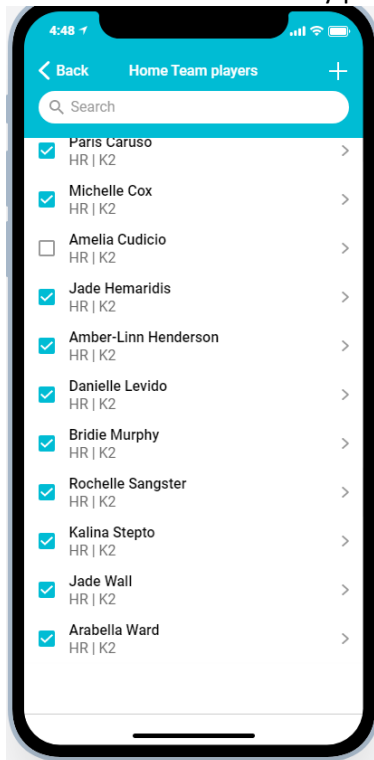 4:48
Back Home Team players
Search
Paris Caruso
HR | K2
Michelle Cox
HR | K2
Amelia Cudicio
HR | K2
Jade Hemaridis
HR | K2
Amber-Linn Henderson
HR | K2
Danielle Levido
HR | K2
Bridie Murphy
HR | K2
Rochelle Sangster
HR | K2
Kalina Stepto
HR | K2
Jade Wall
HR | K2
Arabella Ward
HR | K2